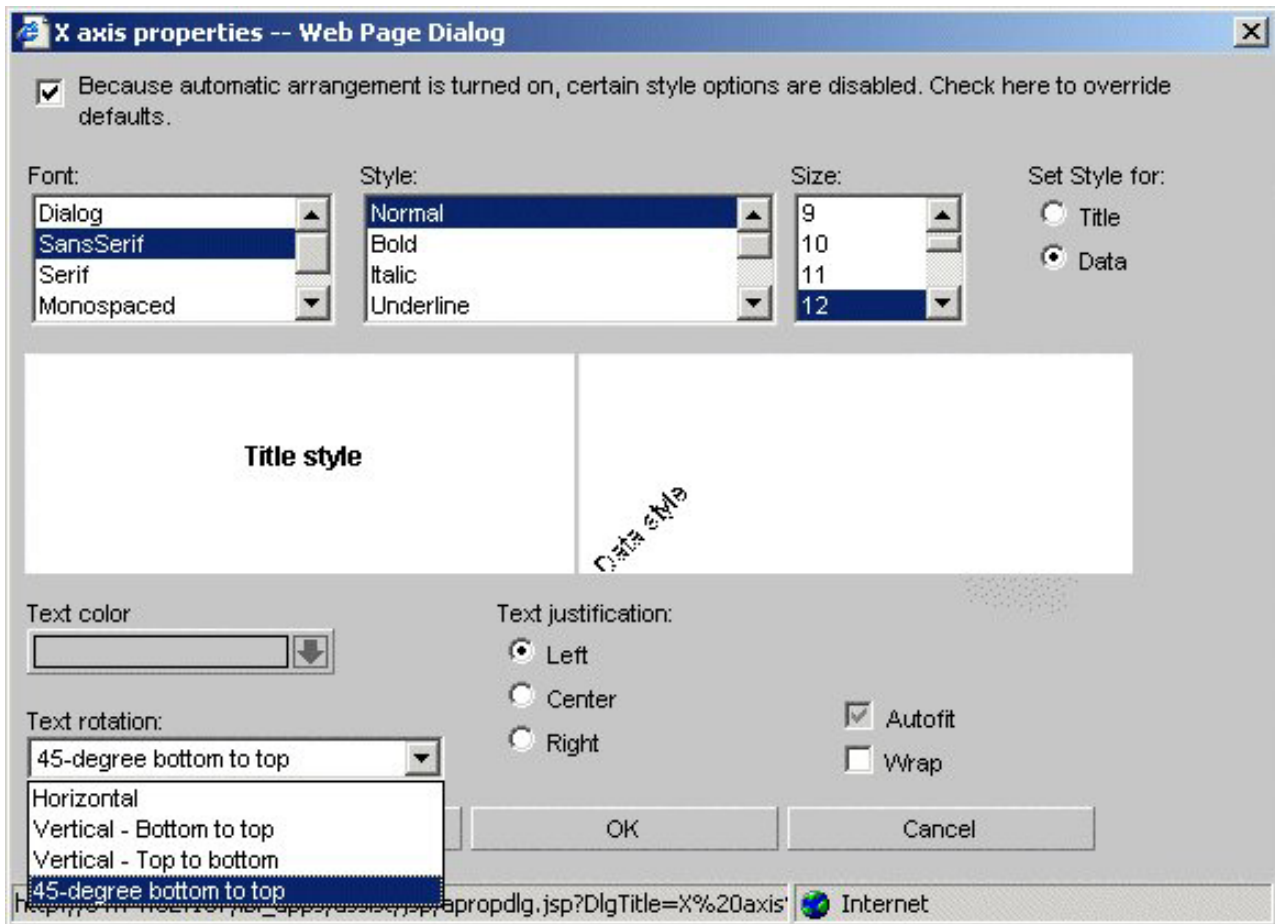 X axis properties -- Web Page Dialog
Because automatic arrangement is turned on, certain style options are disabled. Check here to override
defaults.
Font:
Style:
Size:
Set Style for:
Dialog
SansSerif
Serif
Monospaced
Normal
Bold
Italic
Underline
9
10
11
12
Title
Data
Title style
Data style
Text color
Text justification:
Left
Center
Right
Autofit
Wrap
Text rotation:
45-degree bottom to top
Horizontal
Vertical - Bottom to top
Vertical - Top to bottom
45-degree bottom to top
OK
Cancel
apropdlg.jsp?DlgTitle=X%20axis
Internet